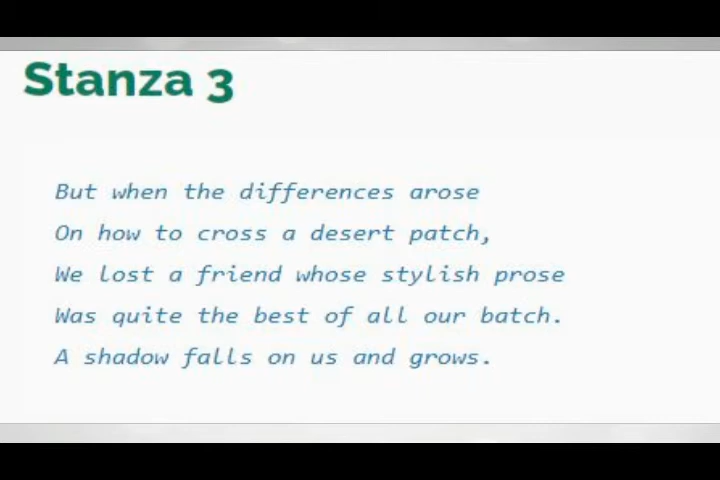 Stanza 3
But when the differences arose
On how to cross a desert patch,
We lost a friend whose stylish prose
Was quite the best of all our batch.
A shadow falls on us and grows.